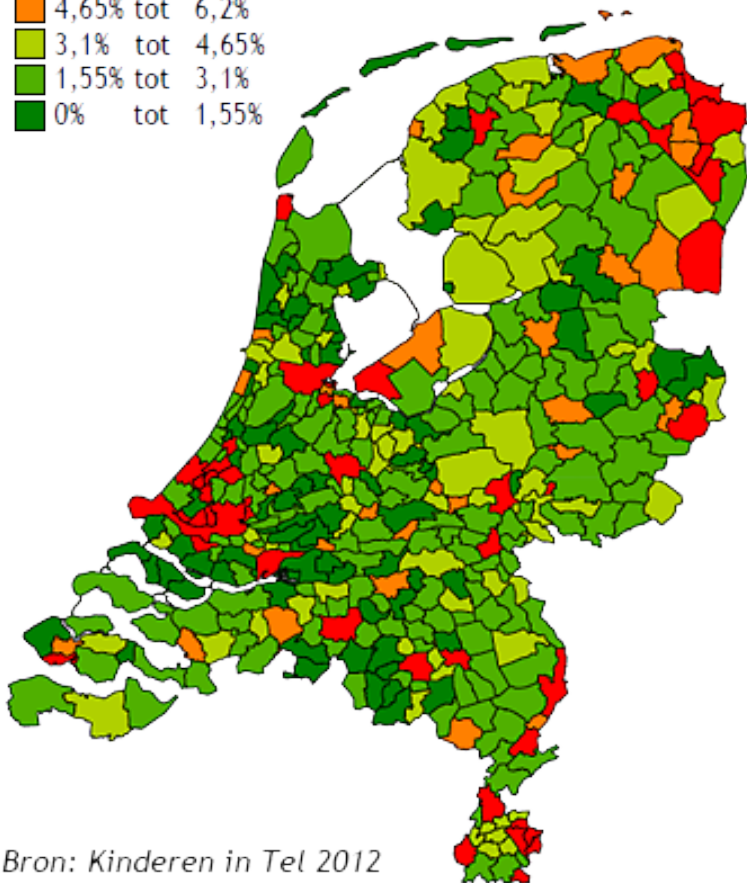 4,65% tot 6,2%
3,1% tot 4,65%
1,55% tot 3,1%
0% tot 1,55%
Bron: Kinderen in Tel 2012